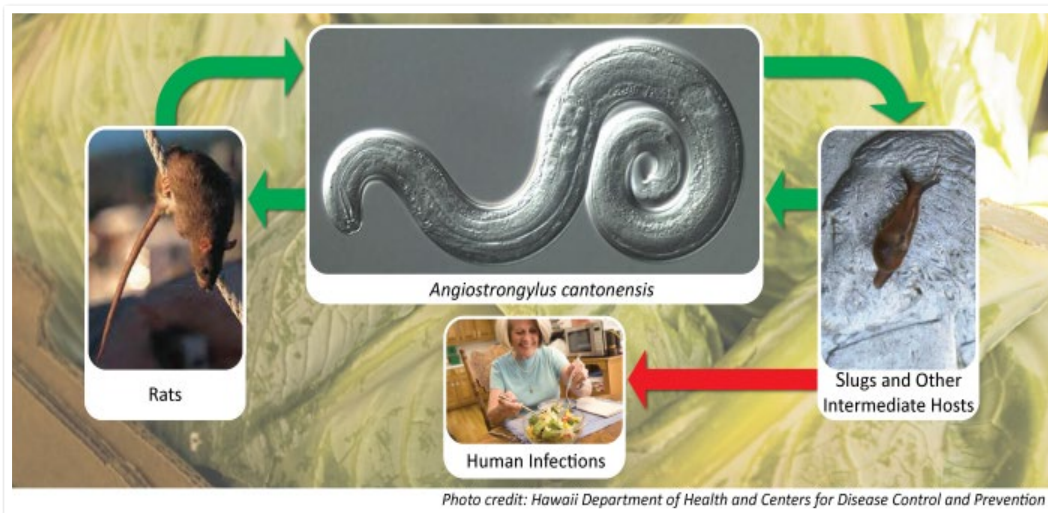 Angiostrongylus cantonensis
Rats
Slugs and Other
Intermediate Hosts
Human Infections
Photo credit: Hawaii Department of Health and Centers for Disease Control and Prevention